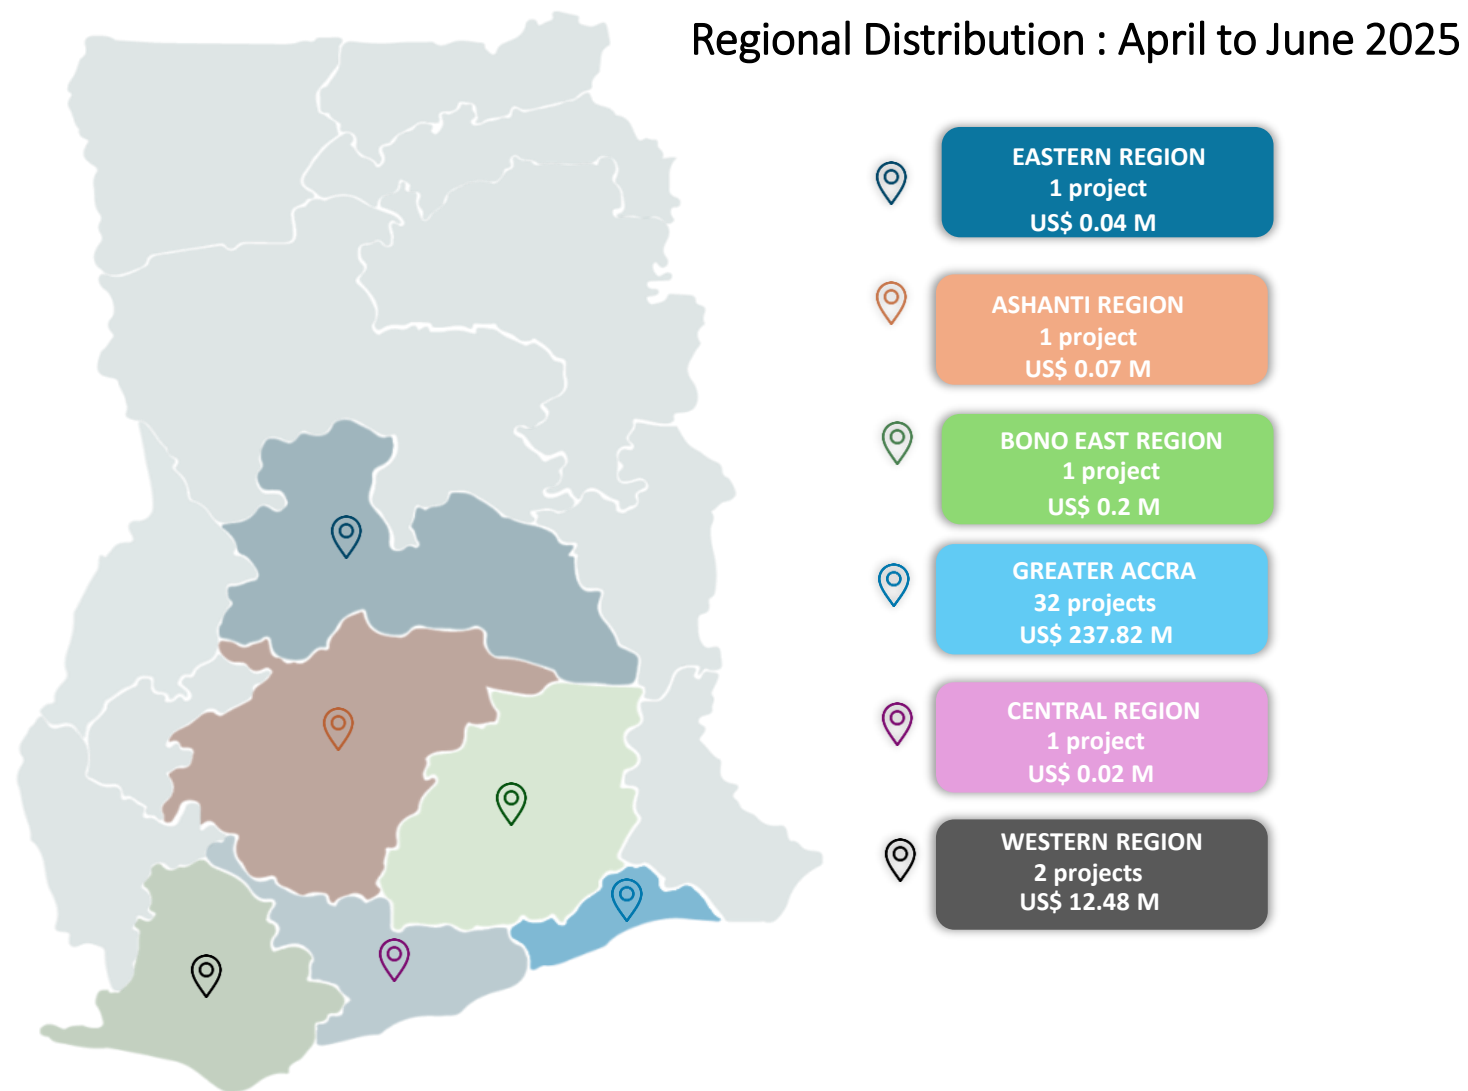 Regional Distribution : April to June 2025
EASTERN REGION
1 project
US$ 0.04 M
ASHANTI REGION
1 project
US$ 0.07 M
BONO EAST REGION
1 project
US$ 0.2 M
GREATER ACCRA
32 projects
US$ 237.82 M
CENTRAL REGION
1 project
US$ 0.02 M
WESTERN REGION
2 projects
US$ 12.48 M